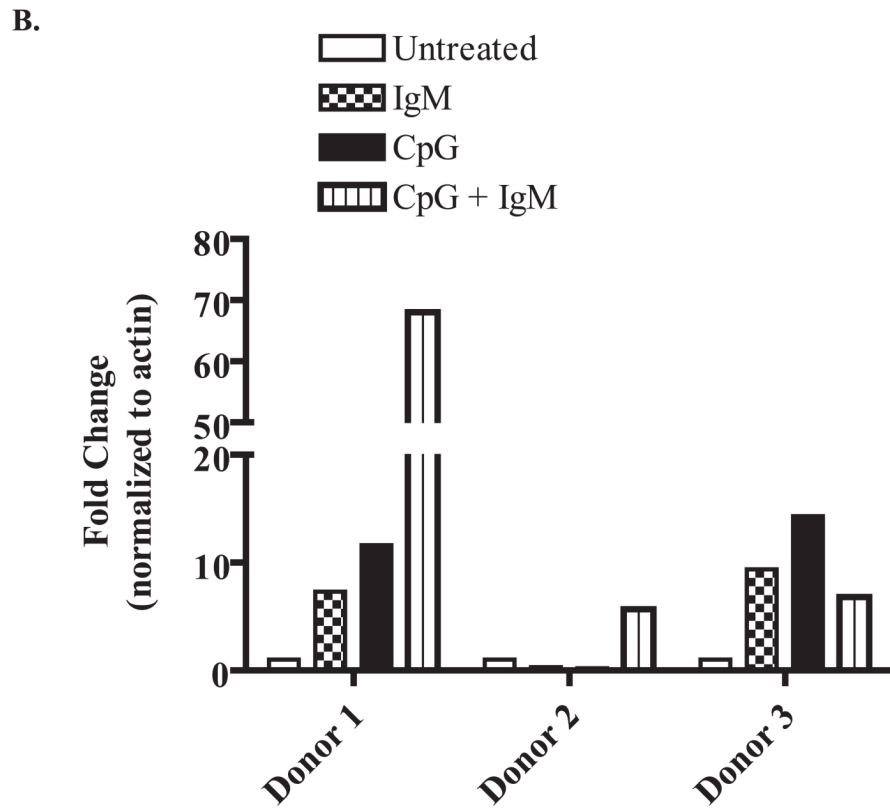 B.
Untreated
IgM
CpG
CpG + IgM
Fold Change
(normalized to actin)
80
70
60
50
20
10
0
Donor 1
Donor 2
Donor 3